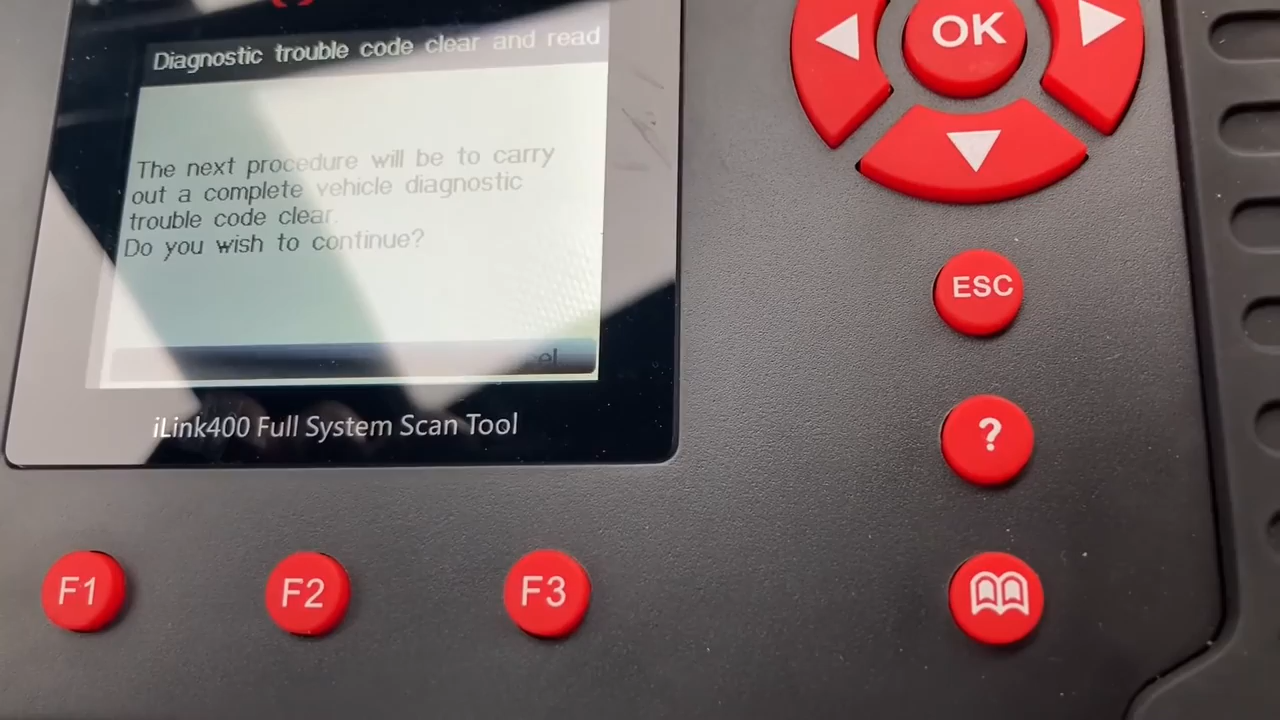 Diagnostic trouble code clear and read
The next procedure will be to carry
out a complete vehicle diagnostic
trouble code clear.
Do you wish to continue?
iLink400 Full System Scan Tool
OK
ESC
?
F1
F2
F3